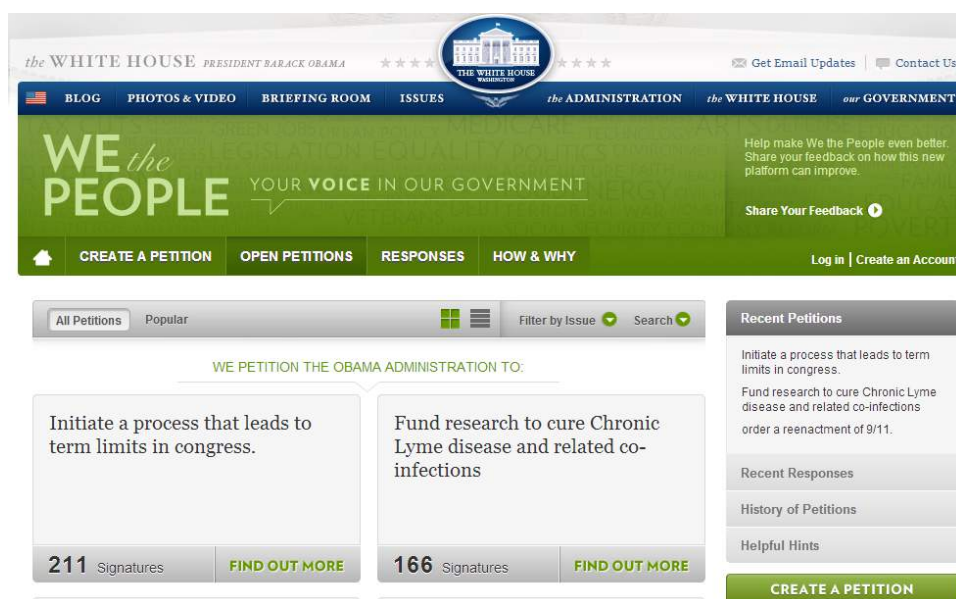 the WHITE HOUSE PRESIDENT BARACK OBAMA
THE WHITE HOUSE
WASHINGTON
Get Email Updates | Contact Us
BLOG PHOTOS & VIDEO BRIEFING ROOM ISSUES the ADMINISTRATION the WHITE HOUSE our GOVERNMENT
WE the
PEOPLE
YOUR VOICE IN OUR GOVERNMENT
Help make We the People even better.
Share your feedback on how this new
platform can improve.
Share Your Feedback
CREATE A PETITION OPEN PETITIONS RESPONSES HOW & WHY
Log in | Create an Accoun
All Petitions Popular Filter by Issue Search
WE PETITION THE OBAMA ADMINISTRATION TO:
Initiate a process that leads to
term limits in congress.
211 Signatures FIND OUT MORE
Fund research to cure Chronic
Lyme disease and related co-
infections
166 Signatures FIND OUT MORE
Recent Petitions
Initiate a process that leads to term
limits in congress.
Fund research to cure Chronic Lyme
disease and related co-infections
order a reenactment of 9/11.
Recent Responses
History of Petitions
Helpful Hints
CREATE A PETITION